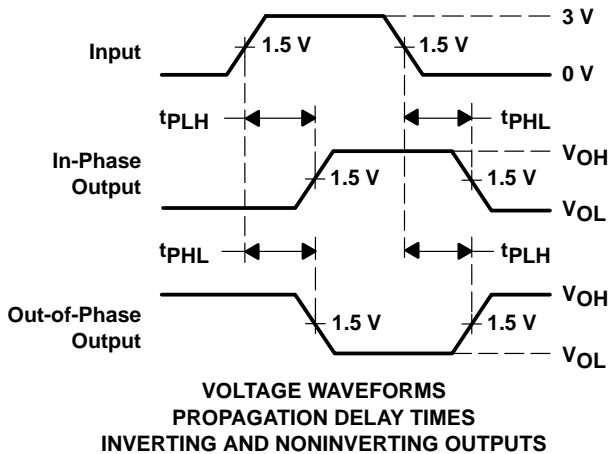 3 V
1.5 V 1.5 V
Input
0 V
tPLH tPHL
VOH
In-Phase
Output
1.5 V 1.5 V
VOL
tPHL tPLH
VOH
Out-of-Phase
Output
1.5 V 1.5 V
VOL
VOLTAGE WAVEFORMS
PROPAGATION DELAY TIMES
INVERTING AND NONINVERTING OUTPUTS